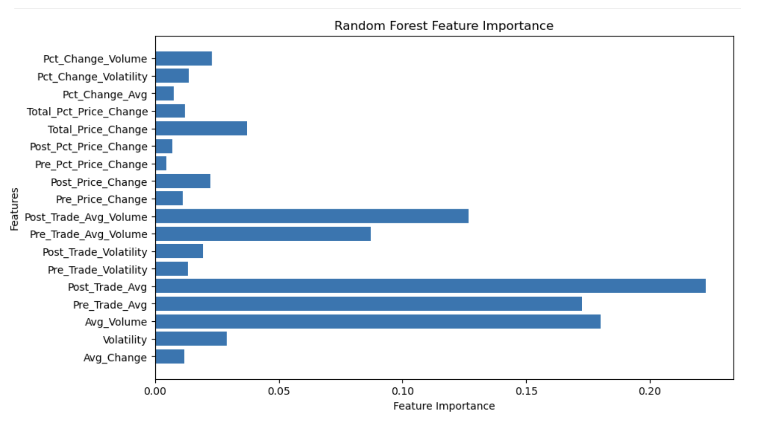 Random Forest Feature Importance
Pct_Change_Volume
Pct_Change_Volatility
Pct_Change_Avg
Total_Pct_Price_Change
Total_Price_Change
Post_Pct_Price_Change
Pre_Pct_Price_Change
Post_Price_Change
Pre_Price_Change
Post_Trade_Avg_Volume
Pre_Trade_Avg_Volume
Post_Trade_Volatility
Pre_Trade_Volatility
Post_Trade_Avg
Pre_Trade_Avg
Avg_Volume
Volatility
Avg_Change
Features
0.00 0.05 0.10 0.15 0.20
Feature Importance